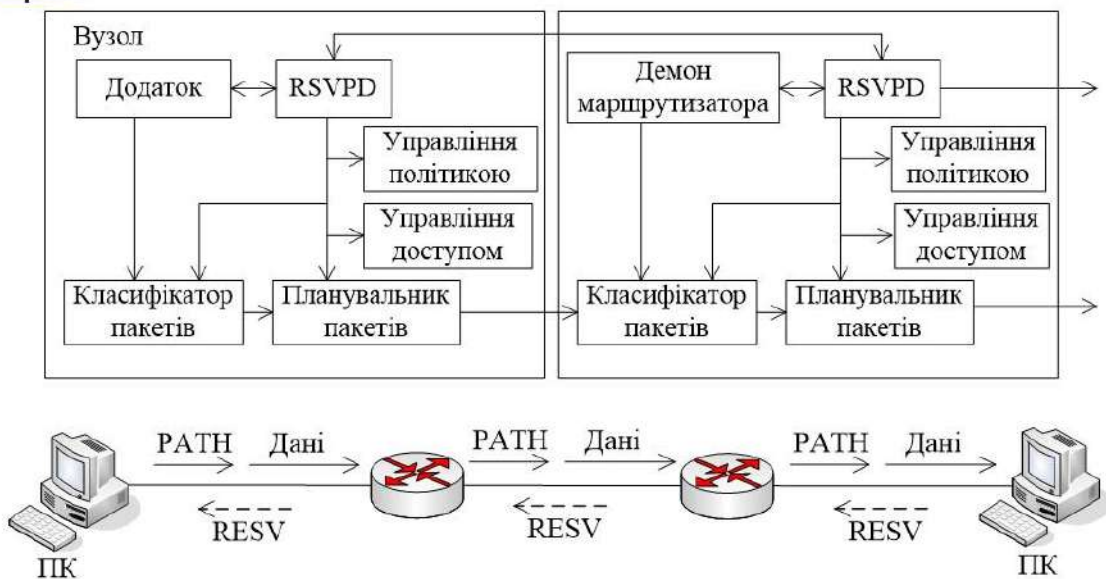 Вузол
Додаток
RSVPD
Управління
політикою
Управління
доступом
Класифікатор
пакетів
Планувальник
пакетів
Демон
маршрутизатора
RSVPD
Управління
політикою
Управління
доступом
Класифікатор
пакетів
Планувальник
пакетів
PATH Дані
PATH Дані
PATH Дані
RESV
RESV
RESV
ПК
ПК